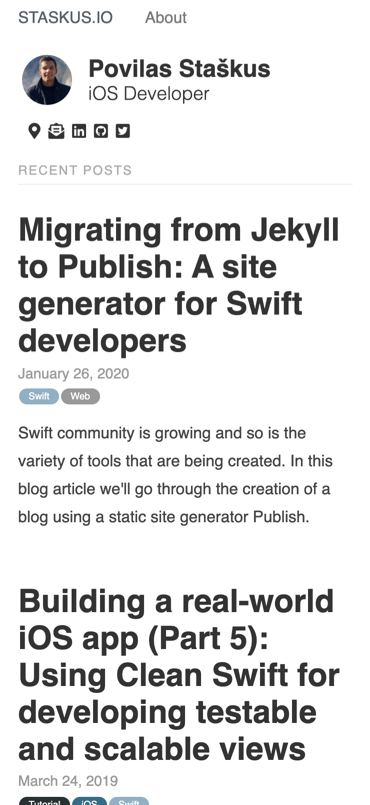 STASKUS.IO About
Povilas Staškus
iOS Developer
RECENT POSTS
Migrating from Jekyll
to Publish: A site
generator for Swift
developers
January 26, 2020
Swift Web
Swift community is growing and so is the
variety of tools that are being created. In this
blog article we'll go through the creation of a
blog using a static site generator Publish.
Building a real-world
iOS app (Part 5):
Using Clean Swift for
developing testable
and scalable views
March 24, 2019
Tutorial iOS Swift